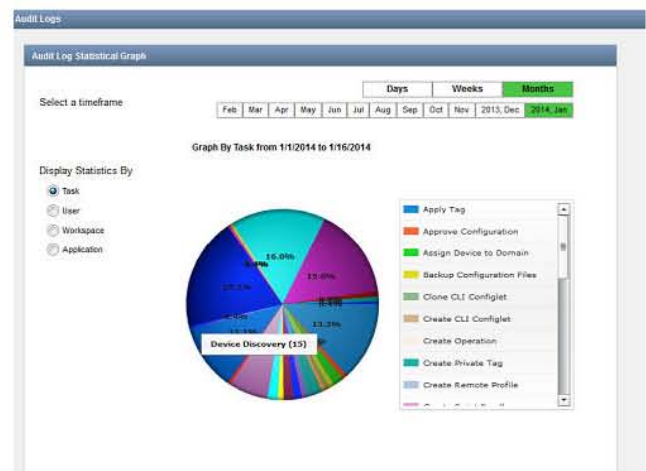 Audit Logs
Audit Log Statistical Graph
Days Weeks Months
Select a timeframe
Feb Mar Apr May Jun Jul Aug Sep Oct Nov 2013, Dec 2014, Jan
Graph By Task from 1/1/2014 to 1/16/2014
Display Statistics By
Task
User
Workspace
Application
16.0%
15.6%
13.2%
Device Discovery (15)
Apply Tag
Approve Configuration
Assign Device to Domain
Backup Configuration Files
Clone CLI Configlet
Create CLI Configlet
Create Operation
Create Private Tag
Create Remote Profile